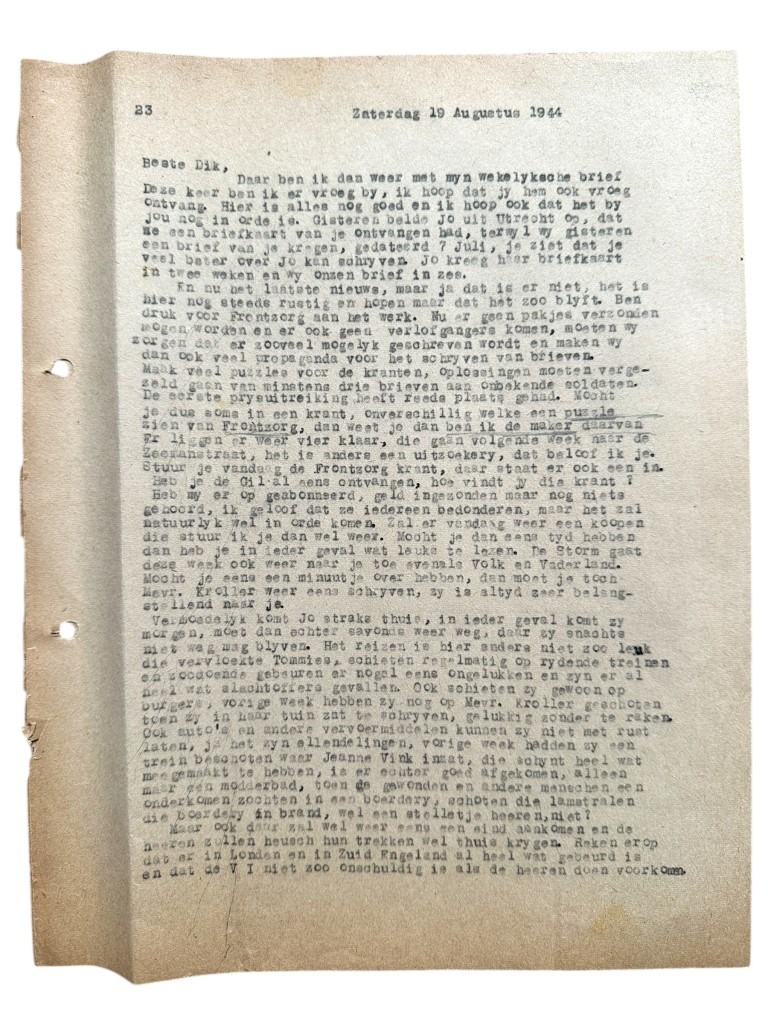 23 Zaterdag 19 Augustus 1944
Beste Dik,
Daar ben ik dan weer met myn wekelyksche brief
Deze keer ben ik er vroeg by, ik hoop dat jy hem ook vroeg
ontvang. Hier is alles nog goed en ik hoop ook dat het by
jou nog in orde is. Gisteren belde Jo uit Utrecht op, dat
we een briefkaart van je ontvangen had, terwyl wy gisteren
een brief van je kregen, gedateerd 7 Juli, je ziet dat je
veel beter over Jo kan schryven. Jo kreeg haar briefkaart
in twee weken en wy onzen brief in zes.
En nu het laatste nieuws, maar ja dat is er niet, het is
hier nog steeds rustig en hopen maar dat het zoo blyft. Ben
druk voor Frontzorg aan het werk. Nu er geen pakjes verzonden
mogen worden en er ook geen verlofgangers komen, moeten wy
zorgen dat er zooveel mogelyk geschreven wordt en maken wy
dan ook veel propaganda voor het schryven van brieven.
Maak veel puzzles voor de kranten, oplossingen moeten verge-
zeld gaan van minstens drie brieven aan onbekende soldaten.
De eerste prysuitreiking heeft reeds plaats gehad. Mocht
je dus soms in een krant, onverschillig welke een puzzle
zien van Frontzorg, dan weet je dan ben ik de maker daarvan
Er liggen er weer vier klaar, die gaan volgende week naar de
Zeemanstraat, het is anders een uitzoekery, dat beloof ik je.
Stuur je vandaag de Frontzorg krant, daar staat er ook een in.
Heb je de Gil al eens ontvangen, hoe vindt jy die krant ?
Heb my er op geabonneerd, geld ingezonden maar nog niets
gehoord, ik geloof dat ze iedereen bedonderen, maar het zal
natuurlyk wel in orde komen. Zal er vandaag weer een koopen
die stuur ik je dan wel weer. Mocht je dan eens tyd hebben
dan heb je in ieder geval wat leuks te lezen. De Storm gaat
deze week ook weer naar je toe evenals Volk en Vaderland.
Mocht je eens een minuutje over hebben, dan moet je toch
Mevr. Kroller weer eens schryven, zy is altyd zeer belang-
stellend naar je.
Vermoedelyk komt Jo straks thuis, in ieder geval komt zy
morgen, moet dan echter savonds weer weg, daar zy snachts
niet weg mag blyven. Het reizen is hier anders niet zoo leuk
die vervloekte Tommies, schieten regelmatig op rydende treinen
en zoodoende gebeuren er nogal eens ongelukken en zyn er al
heel wat slachtoffers gevallen. Ook schieten zy gewoon op
burgers, vorige week hebben zy nog op Mevr. Kroller geschoten
toen zy in haar tuin zat te schryven, gelukkig zonder te raken.
Ook auto's en andere vervoermiddelen kunnen zy niet met rust
laten, ja het zyn ellendelingen, vorige week hadden zy een
trein beschoten waar Jeanne Vink inzat, die schynt heel wat
meegemaakt te hebben, is er echter goed afgekomen, alleen
maar een modderbad, toen de gewonden en andere menschen een
onderkomen zochten in een boerdery, schoten die lamstralen
die boerdery in brand, wel een stelletje heeren,niet?
Maar ook daar zal wel weer eens een eind aankomen en de
heeren zullen heusch hun trekken wel thuis krygen. Reken erop
dat er in Londen en in Zuid Engeland al heel wat gebeurd is
en dat de V I niet zoo onschuldig is als de heeren doen voorkomen